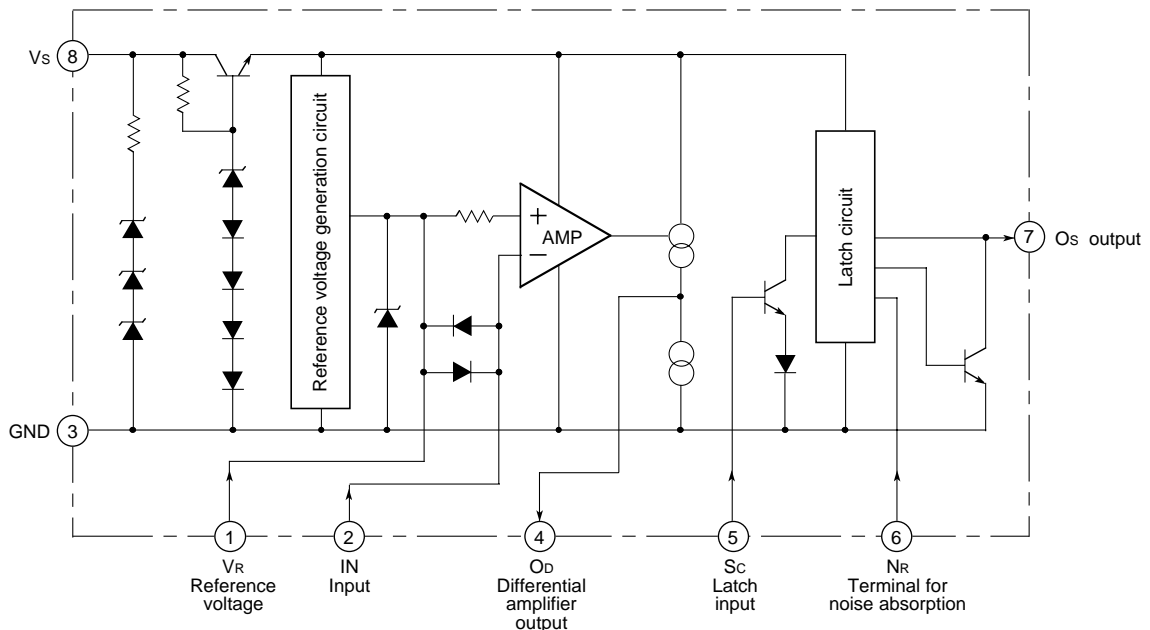 Vs
8
Reference voltage generation circuit
+
AMP
−
Latch circuit
7
Os output
GND
3
1
VR
Reference
voltage
2
IN
Input
4
OD
Differential
amplifier
output
5
SC
Latch
input
6
NR
Terminal for
noise absorption